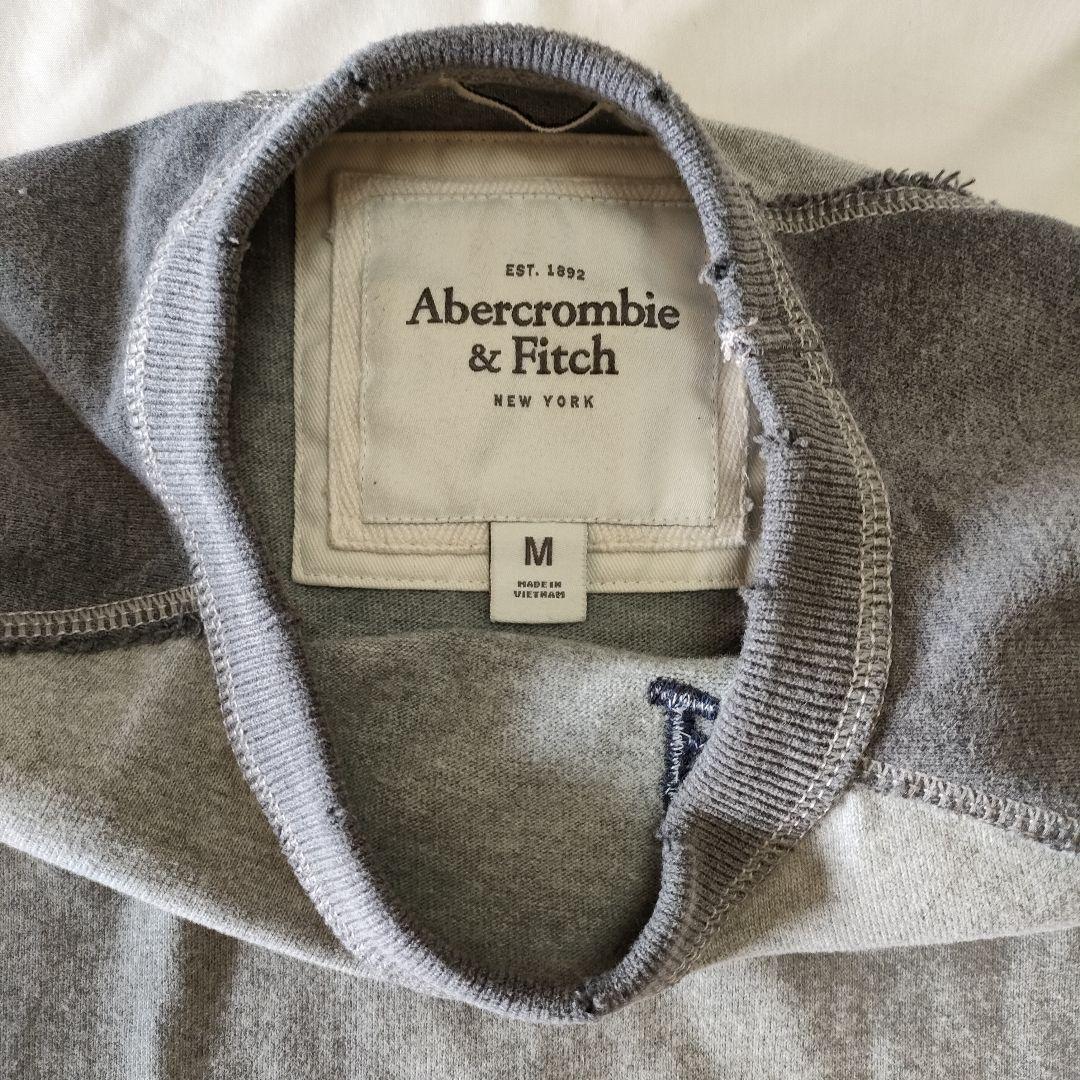 EST. 1892
Abercrombie
& Fitch
NEW YORK
M
MADE IN
VIETNAM